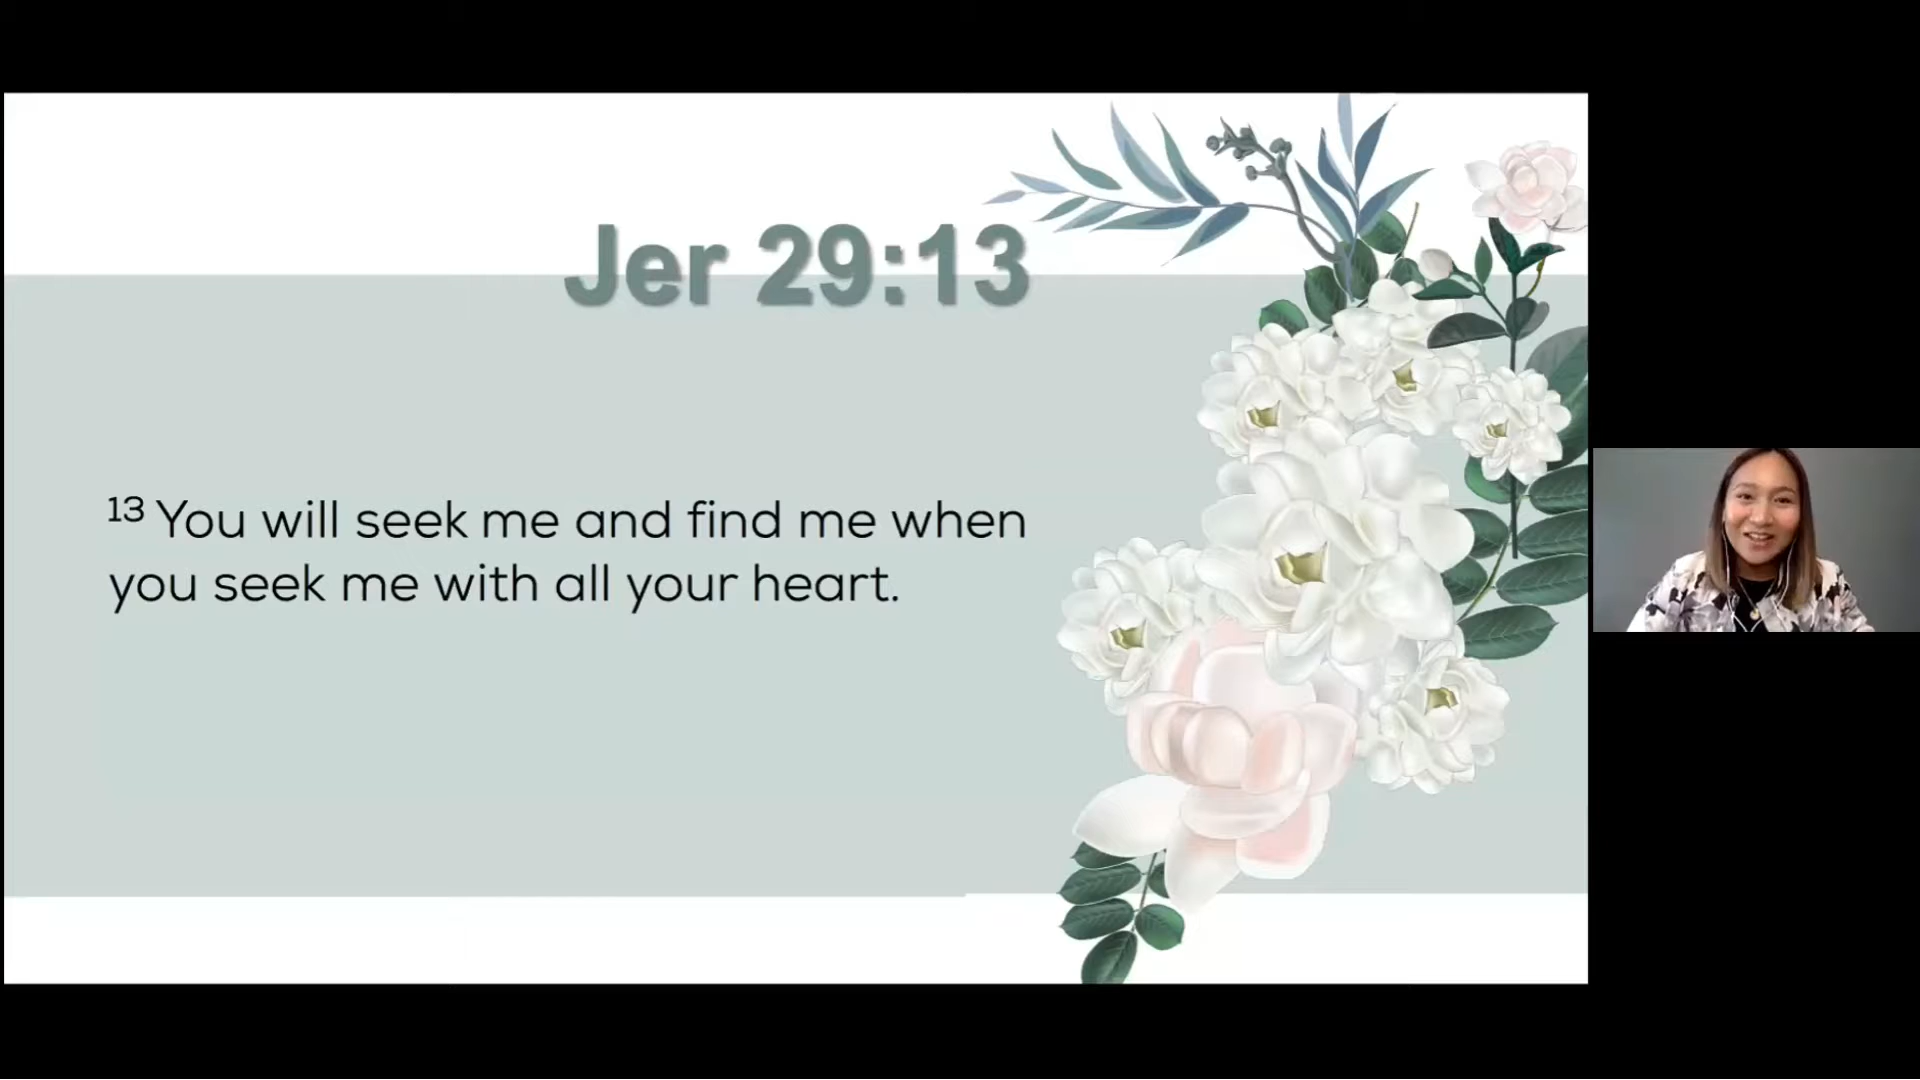 Jer 29:13
13 You will seek me and find me when
you seek me with all your heart.